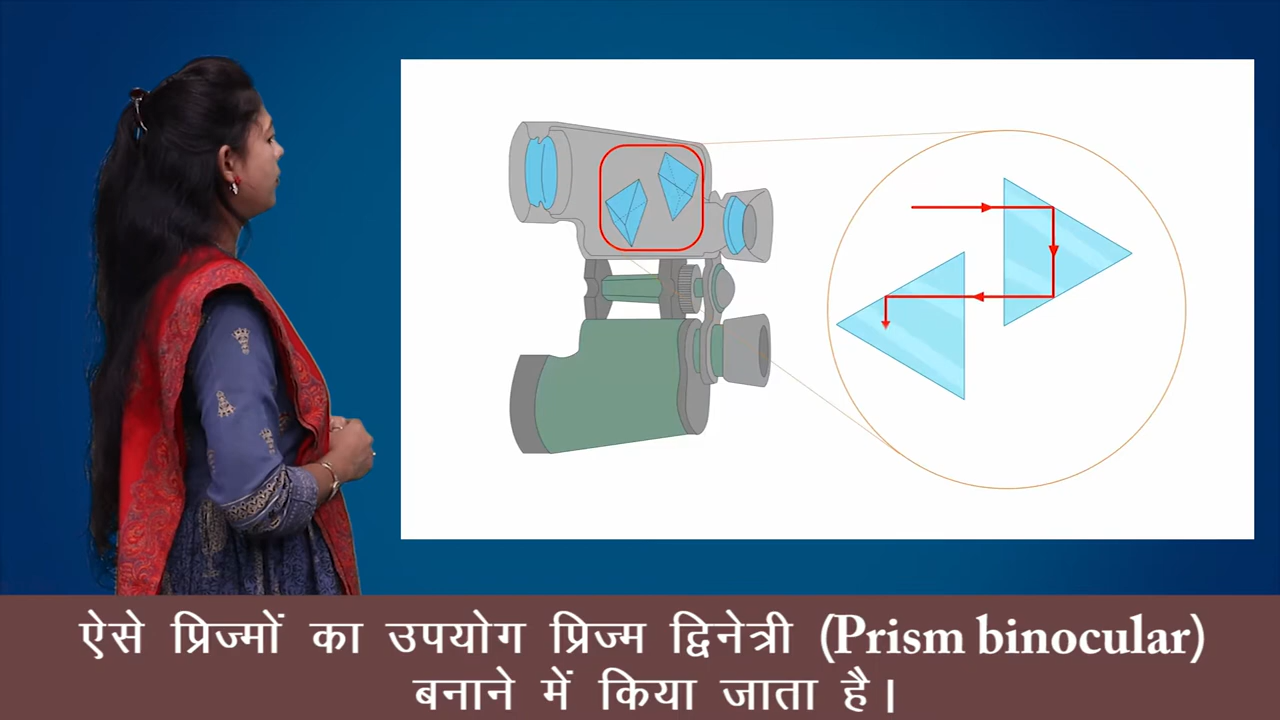 ऐसे प्रिज्मों का उपयोग प्रिज्म द्विनेत्री (Prism binocular)
बनाने में किया जाता है।